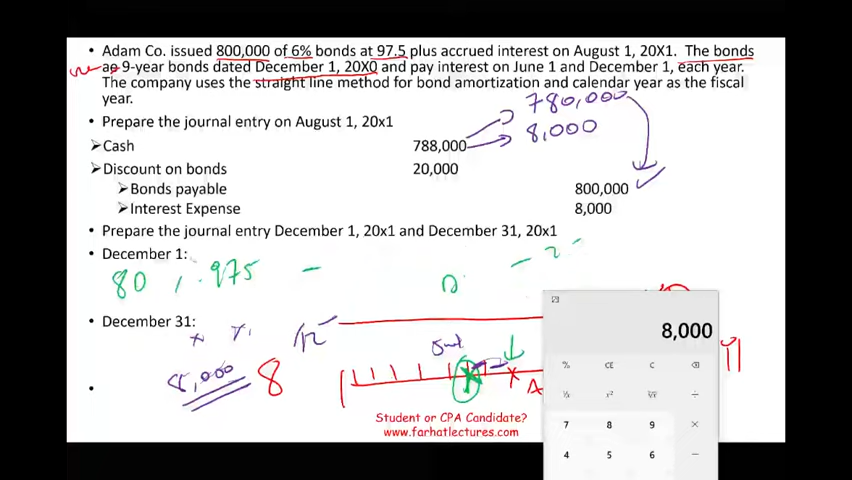 • Adam Co. issued 800,000 of 6% bonds at 97.5 plus accrued interest on August 1, 20X1. The bonds
9-year bonds dated December 1, 20X0 and pay interest on June 1 and December 1, each year.
The company uses the straight line method for bond amortization and calendar year as the fiscal
year.
780,000
• Prepare the journal entry on August 1, 20x1
8,000
➢Cash 788,000
➢Discount on bonds 20,000
➢Bonds payable 800,000
➢Interest Expense 8,000
• Prepare the journal entry December 1, 20x1 and December 31, 20x1
• December 1:
80 .975
• December 31:
12
8,000 8
•
A
Student or CPA Candidate?
www.farhatlectures.com
8,000
% CE C
7 8 9 ×
4 5 6 −